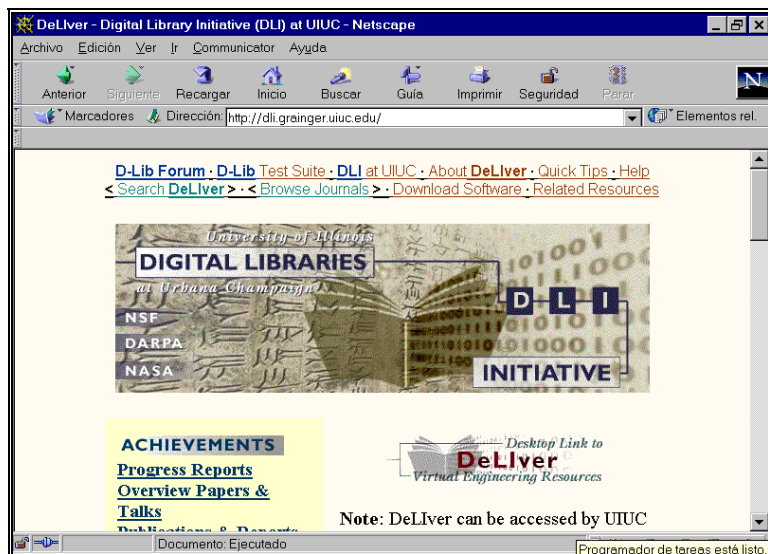 DeLIver - Digital Library Initiative (DLI) at UIUC - Netscape
Archivo Edición Ver Ir Communicator Ayuda
Anterior Siguiente Recargar Inicio Buscar Guía Imprimir Seguridad Parar
N
Marcadores Dirección: http://dli.grainger.uiuc.edu/ Elementos rel.
D-Lib Forum · D-Lib Test Suite · DLI at UIUC · About DeLIver · Quick Tips · Help
< Search DeLIver > · < Browse Journals > · Download Software · Related Resources
University of Illinois
DIGITAL LIBRARIES
at Urbana Champaign
D L I
NSF
DARPA
NASA
INITIATIVE
ACHIEVEMENTS
Progress Reports
Overview Papers &
Talks
Publications & Reports
Desktop Link to
DeLIver
Virtual Engineering Resources
Note: DeLIver can be accessed by UIUC
Documento: Ejecutado
Programador de tareas está listo.